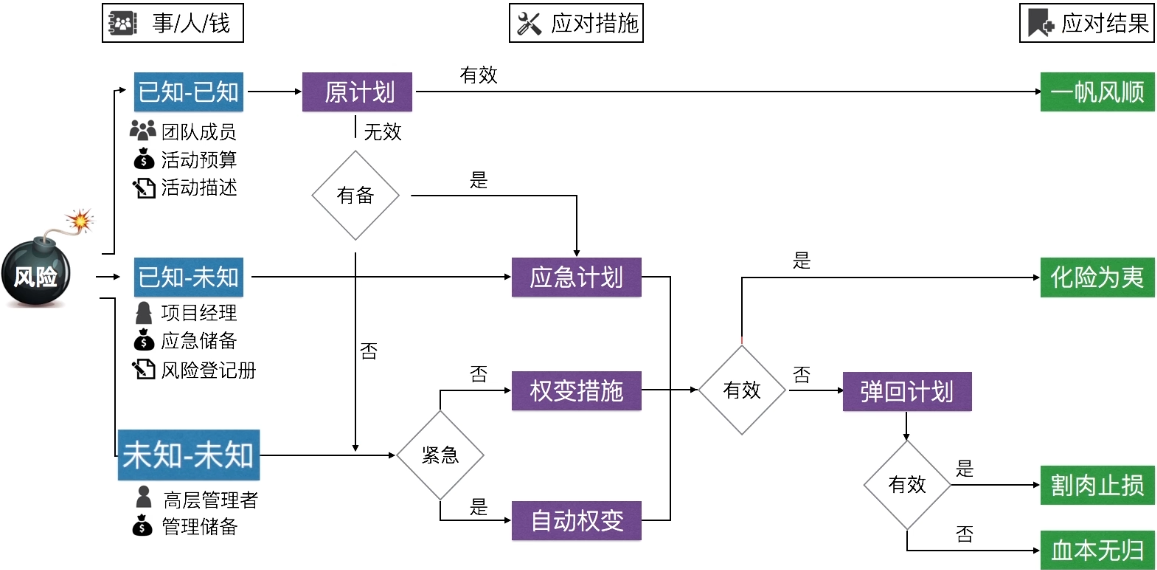 事/人/钱
应对措施
应对结果
已知-已知
原计划
有效
一帆风顺
团队成员
活动预算
活动描述
无效
有备
是
风险
已知-未知
应急计划
是
化险为夷
项目经理
应急储备
风险登记册
否
否
权变措施
有效
否
弹回计划
未知-未知
紧急
高层管理者
管理储备
是
自动权变
有效
是
割肉止损
否
血本无归